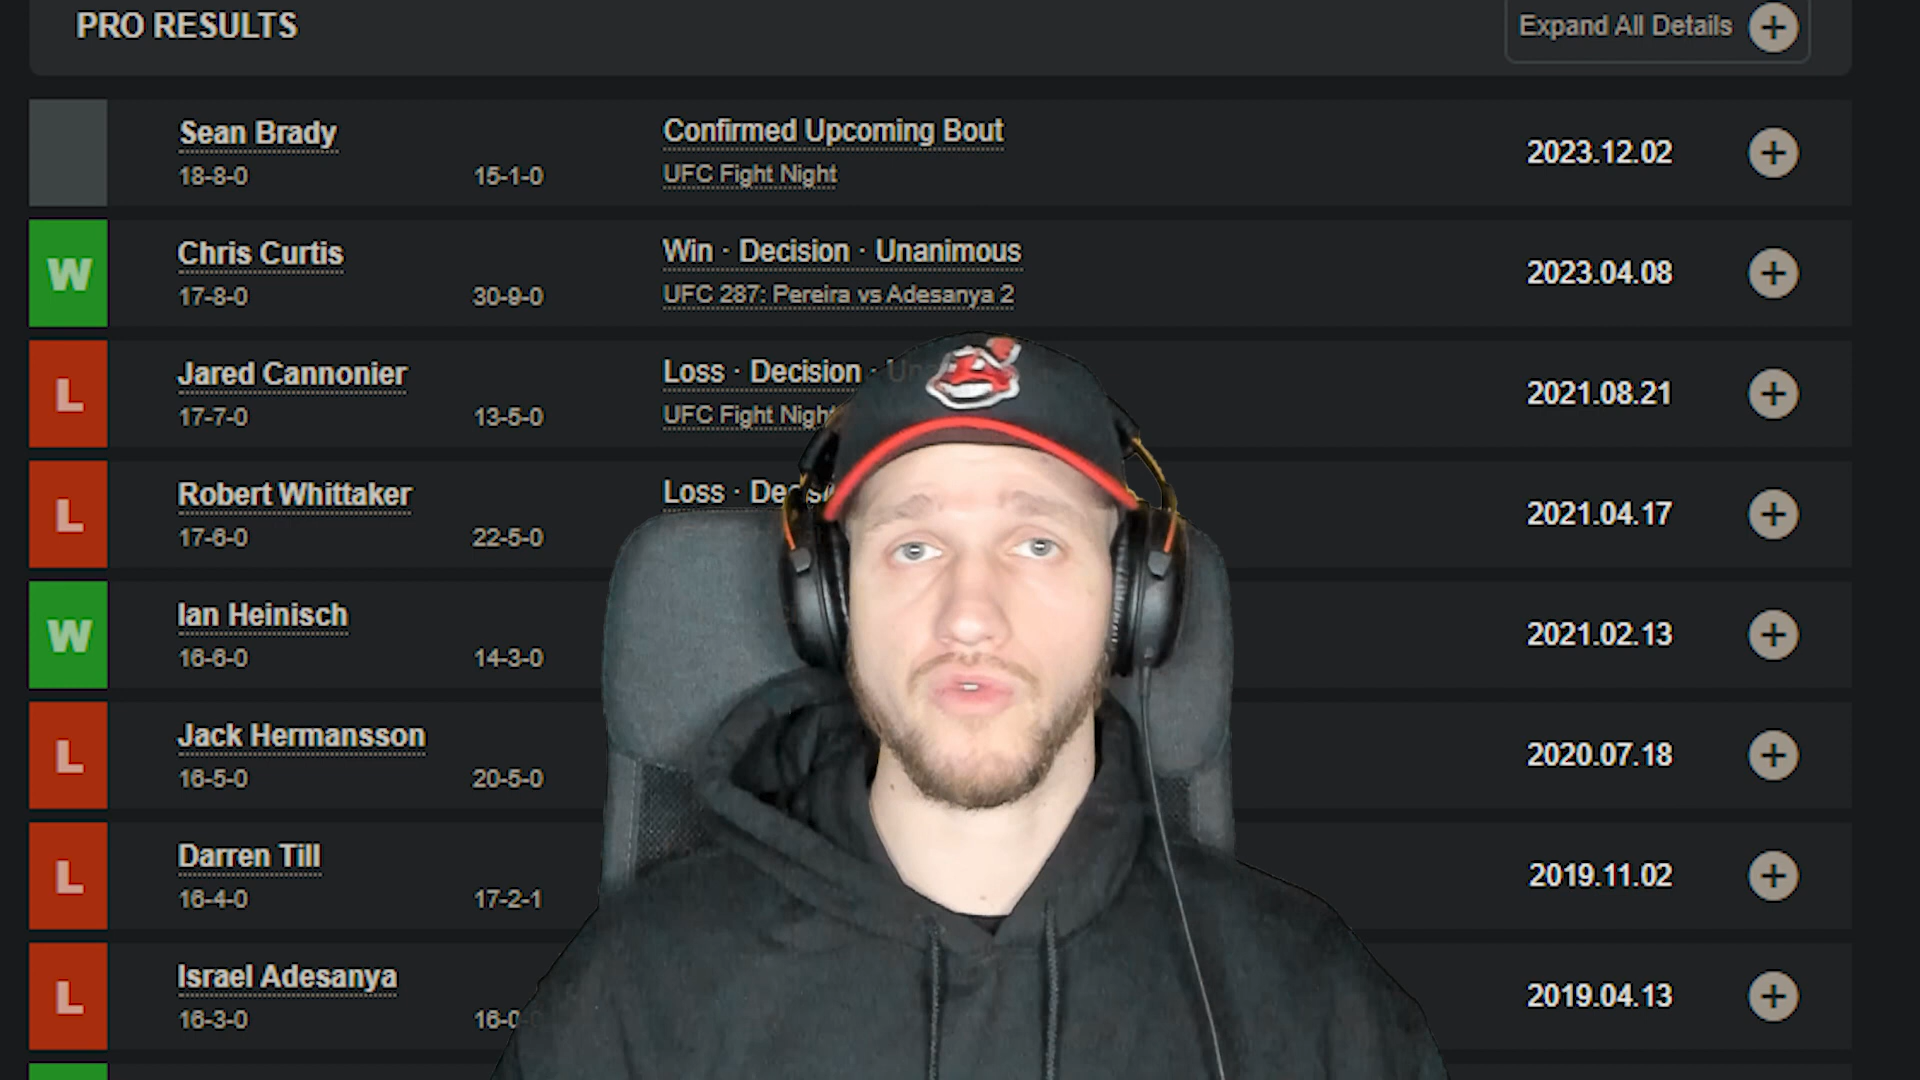 PRO RESULTS
Expand All Details
Sean Brady
Confirmed Upcoming Bout
2023.12.02
18-8-0
15-1-0
UFC Fight Night
W
Chris Curtis
Win · Decision · Unanimous
2023.04.08
17-8-0
30-9-0
UFC 287: Pereira vs Adesanya 2
L
Jared Cannonier
Loss · Decision ·
2021.08.21
17-7-0
13-5-0
UFC Fight Night
L
Robert Whittaker
Loss ·
2021.04.17
17-6-0
22-5-0
W
Ian Heinisch
2021.02.13
16-6-0
14-3-0
L
Jack Hermansson
2020.07.18
16-5-0
20-5-0
L
Darren Till
2019.11.02
16-4-0
17-2-1
L
Israel Adesanya
2019.04.13
16-3-0